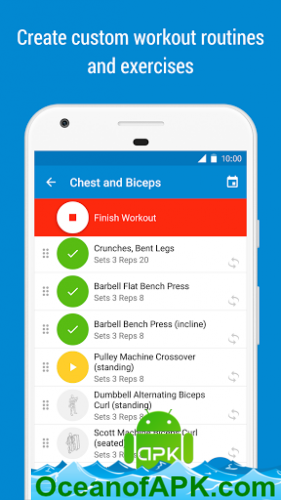 Create custom workout routines
and exercises
10:00
Chest and Biceps
Finish Workout
Crunches, Bent Legs
Sets 3 Reps 20
Barbell Flat Bench Press
Sets 3 Reps 8
Barbell Bench Press (incline)
Sets 3 Reps 8
Pulley Machine Crossover
(standing)
Sets 3 Reps 8
Dumbbell Alternating Biceps
Curl (standing)
Sets 3 Reps 8
Scott Machine Biceps
Curl (seated)
apk
OceanofAPK.com